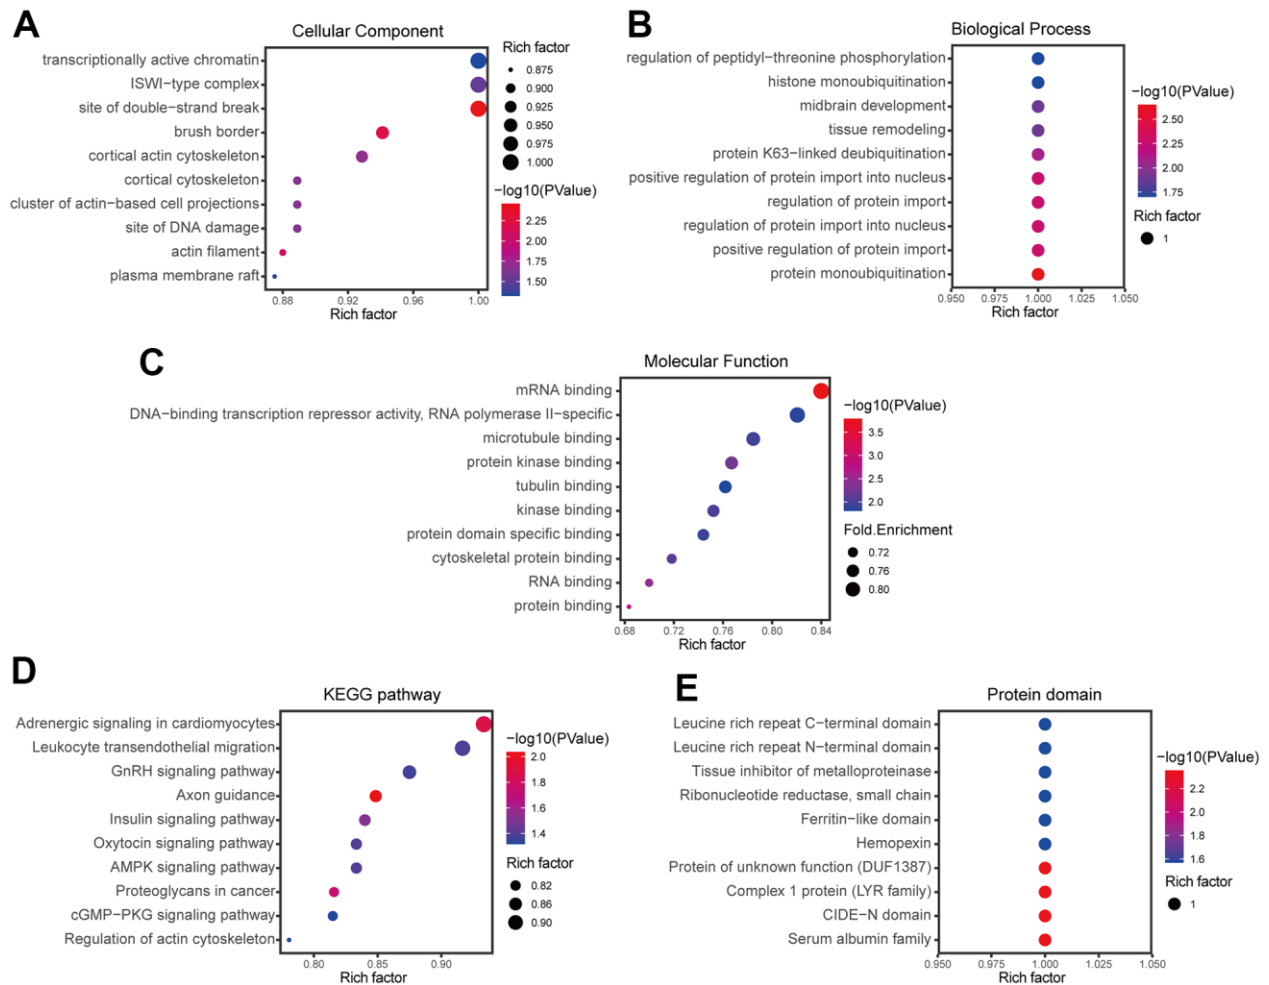 A
Cellular Component
transcriptionally active chromatin
ISWI−type complex
site of double−strand break
brush border
cortical actin cytoskeleton
cortical cytoskeleton
cluster of actin−based cell projections
site of DNA damage
actin filament
plasma membrane raft
0.88 0.92 0.96 1.00
Rich factor
Rich factor
0.875
0.900
0.925
0.950
0.975
1.000
−log10(PValue)
2.25
2.00
1.75
1.50
B
Biological Process
regulation of peptidyl−threonine phosphorylation
histone monoubiquitination
midbrain development
tissue remodeling
protein K63−linked deubiquitination
positive regulation of protein import into nucleus
regulation of protein import
regulation of protein import into nucleus
positive regulation of protein import
protein monoubiquitination
0.950 0.975 1.000 1.025 1.050
Rich factor
−log10(PValue)
2.50
2.25
2.00
1.75
Rich factor
1
C
Molecular Function
mRNA binding
DNA−binding transcription repressor activity, RNA polymerase II−specific
microtubule binding
protein kinase binding
tubulin binding
kinase binding
protein domain specific binding
cytoskeletal protein binding
RNA binding
protein binding
0.68 0.72 0.76 0.80 0.84
Rich factor
−log10(PValue)
3.5
3.0
2.5
2.0
Fold.Enrichment
0.72
0.76
0.80
D
KEGG pathway
Adrenergic signaling in cardiomyocytes
Leukocyte transendothelial migration
GnRH signaling pathway
Axon guidance
Insulin signaling pathway
Oxytocin signaling pathway
AMPK signaling pathway
Proteoglycans in cancer
cGMP−PKG signaling pathway
Regulation of actin cytoskeleton
0.80 0.85 0.90
Rich factor
−log10(PValue)
2.0
1.8
1.6
1.4
Rich factor
0.82
0.86
0.90
E
Protein domain
Leucine rich repeat C−terminal domain
Leucine rich repeat N−terminal domain
Tissue inhibitor of metalloproteinase
Ribonucleotide reductase, small chain
Ferritin−like domain
Hemopexin
Protein of unknown function (DUF1387)
Complex 1 protein (LYR family)
CIDE−N domain
Serum albumin family
0.950 0.975 1.000 1.025 1.050
Rich factor
−log10(PValue)
2.2
2.0
1.8
1.6
Rich factor
1